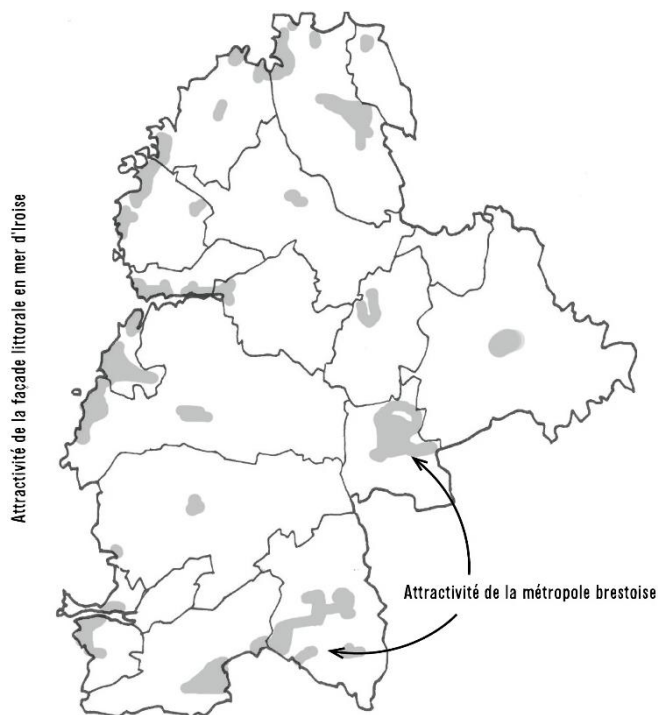 Attractivité de la façade littorale en mer d'Iroise
Attractivité de la métropole brestoise